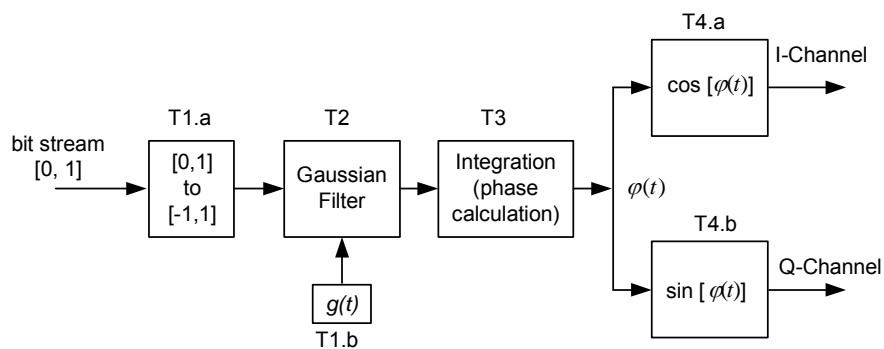 T4.a
I-Channel
cos [φ(t)]
T1.a
T2
T3
bit stream
[0, 1]
[0,1]
to
[-1,1]
Gaussian
Filter
Integration
(phase
calculation)
φ(t)
T4.b
Q-Channel
sin [ φ(t)]
g(t)
T1.b